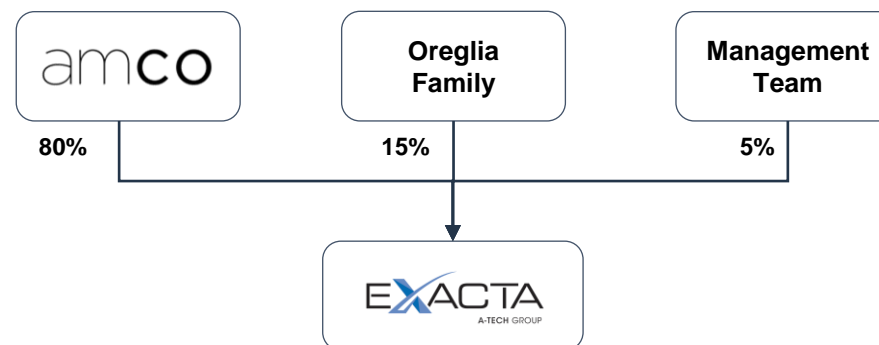 amco
Oreglia
Family
Management
Team
80%
15%
5%
EXACTA
A-TECH GROUP